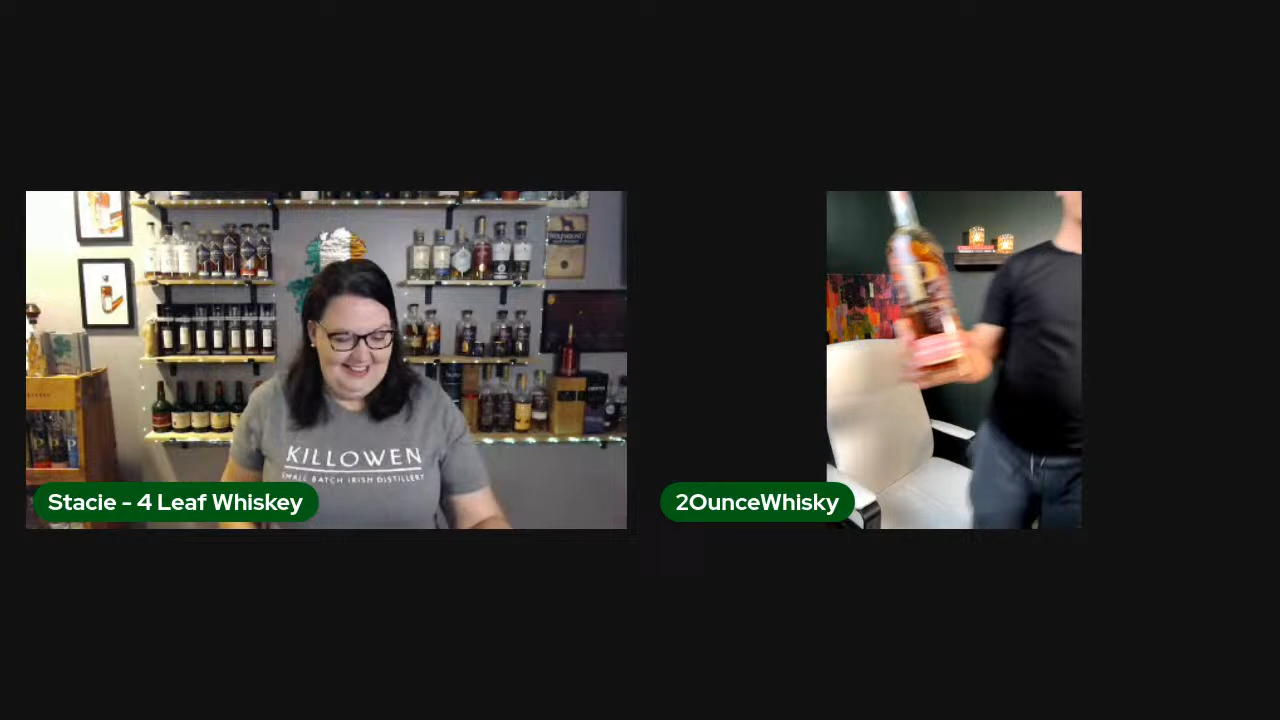 KILLOWEN
SMALL BATCH IRISH DISTILLERY
Stacie - 4 Leaf Whiskey
2OunceWhisky